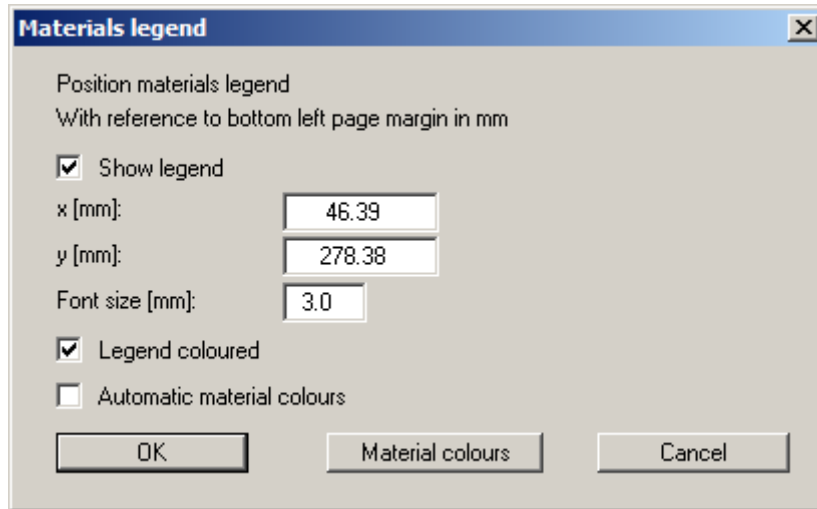 Materials legend
Position materials legend
With reference to bottom left page margin in mm
Show legend
x [mm]: 46.39
y [mm]: 278.38
Font size [mm]: 3.0
Legend coloured
Automatic material colours
OK Material colours Cancel